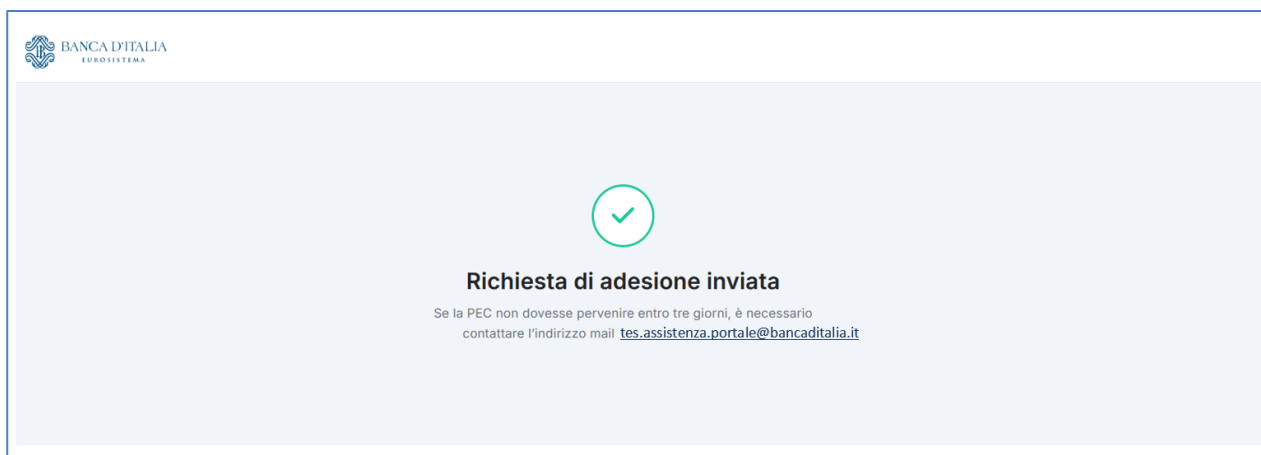 BANCA D'ITALIA
EUROSISTEMA
Richiesta di adesione inviata
Se la PEC non dovesse pervenire entro tre giorni, è necessario
contattare l'indirizzo mail tes.assistenza.portale@bancaditalia.it